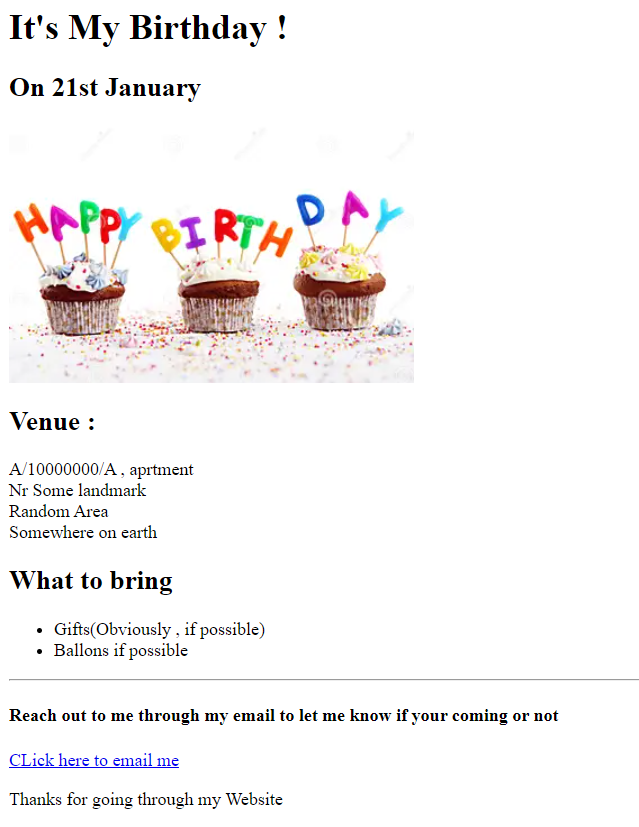 It's My Birthday !
On 21st January
HAPPY BIRTH DAY
Venue :
A/10000000/A , aprtment
Nr Some landmark
Random Area
Somewhere on earth
What to bring
Gifts(Obviously , if possible)
Ballons if possible
Reach out to me through my email to let me know if your coming or not
CLick here to email me
Thanks for going through my Website